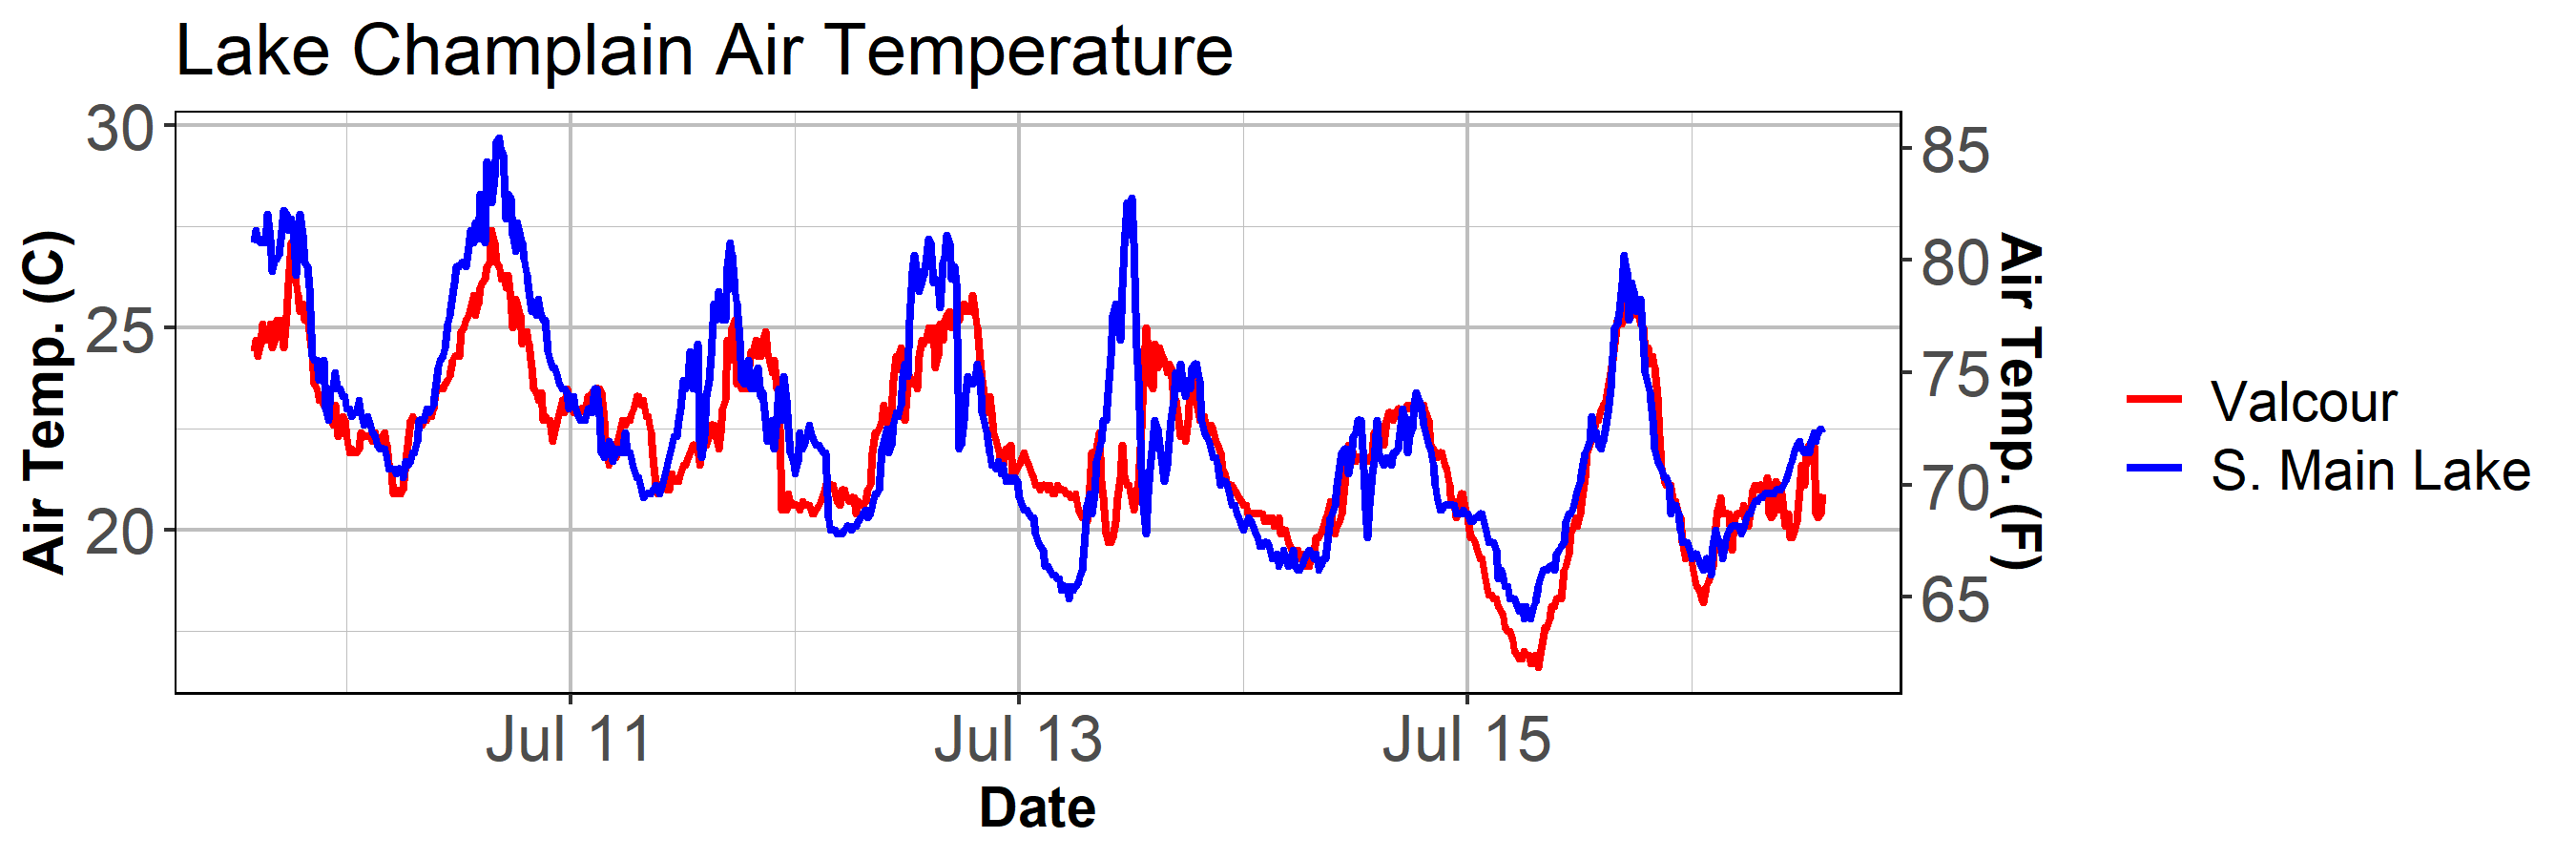 Lake Champlain Air Temperature
Air Temp. (C)
30
25
20
85
80
75
70
65
Air Temp. (F)
Jul 11
Jul 13
Jul 15
Date
Valcour
S. Main Lake